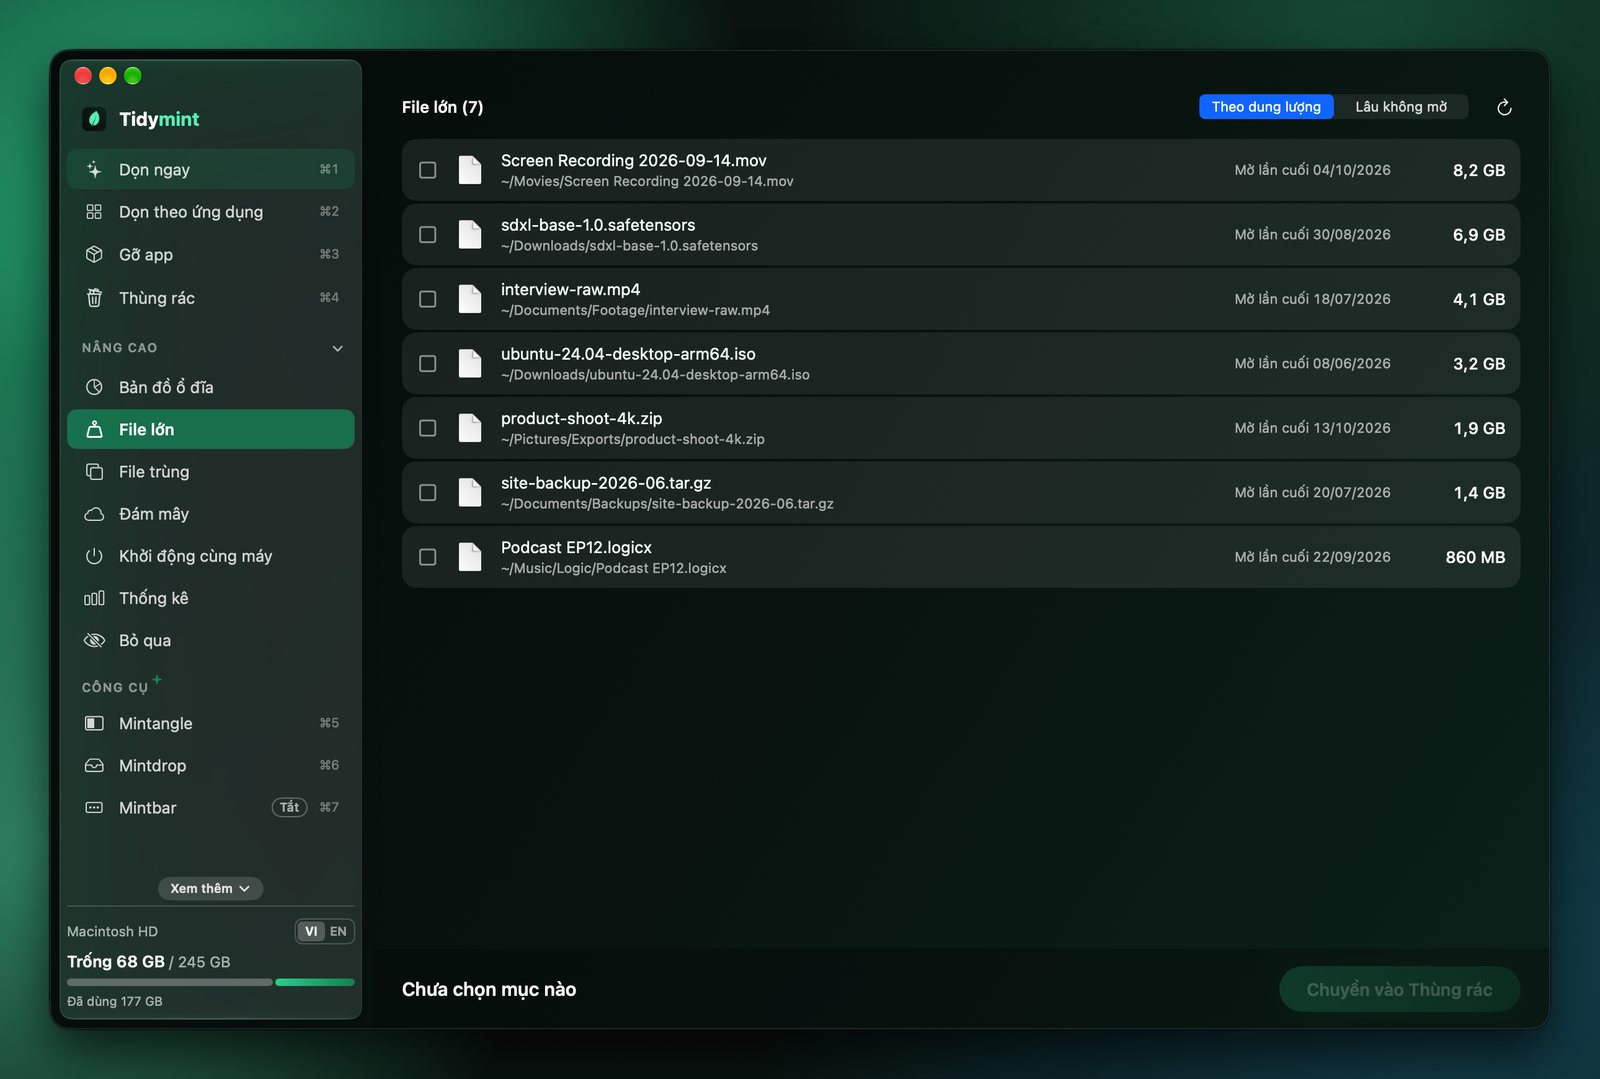 Tidymint
Dọn ngay ⌘1
Dọn theo ứng dụng ⌘2
Gỡ app ⌘3
Thùng rác ⌘4
NÂNG CAO
Bản đồ ổ đĩa
File lớn
File trùng
Đám mây
Khởi động cùng máy
Thống kê
Bỏ qua
CÔNG CỤ
Mintangle ⌘5
Mintdrop ⌘6
Mintbar Tắt ⌘7
Xem thêm
Macintosh HD VI EN
Trống 68 GB / 245 GB
Đã dùng 177 GB
File lớn (7) Theo dung lượng Lâu không mở
Screen Recording 2026-09-14.mov
~/Movies/Screen Recording 2026-09-14.mov
Mở lần cuối 04/10/2026 8,2 GB
sdxl-base-1.0.safetensors
~/Downloads/sdxl-base-1.0.safetensors
Mở lần cuối 30/08/2026 6,9 GB
interview-raw.mp4
~/Documents/Footage/interview-raw.mp4
Mở lần cuối 18/07/2026 4,1 GB
ubuntu-24.04-desktop-arm64.iso
~/Downloads/ubuntu-24.04-desktop-arm64.iso
Mở lần cuối 08/06/2026 3,2 GB
product-shoot-4k.zip
~/Pictures/Exports/product-shoot-4k.zip
Mở lần cuối 13/10/2026 1,9 GB
site-backup-2026-06.tar.gz
~/Documents/Backups/site-backup-2026-06.tar.gz
Mở lần cuối 20/07/2026 1,4 GB
Podcast EP12.logicx
~/Music/Logic/Podcast EP12.logicx
Mở lần cuối 22/09/2026 860 MB
Chưa chọn mục nào
Chuyển vào Thùng rác